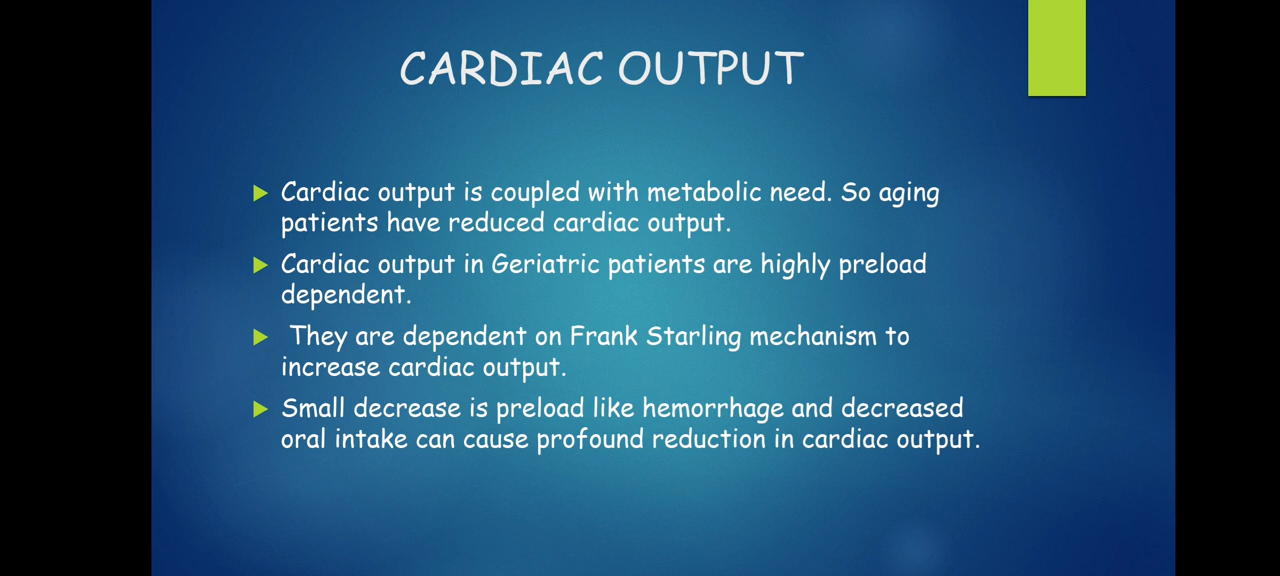 CARDIAC OUTPUT
Cardiac output is coupled with metabolic need. So aging
patients have reduced cardiac output.
Cardiac output in Geriatric patients are highly preload
dependent.
They are dependent on Frank Starling mechanism to
increase cardiac output.
Small decrease is preload like hemorrhage and decreased
oral intake can cause profound reduction in cardiac output.